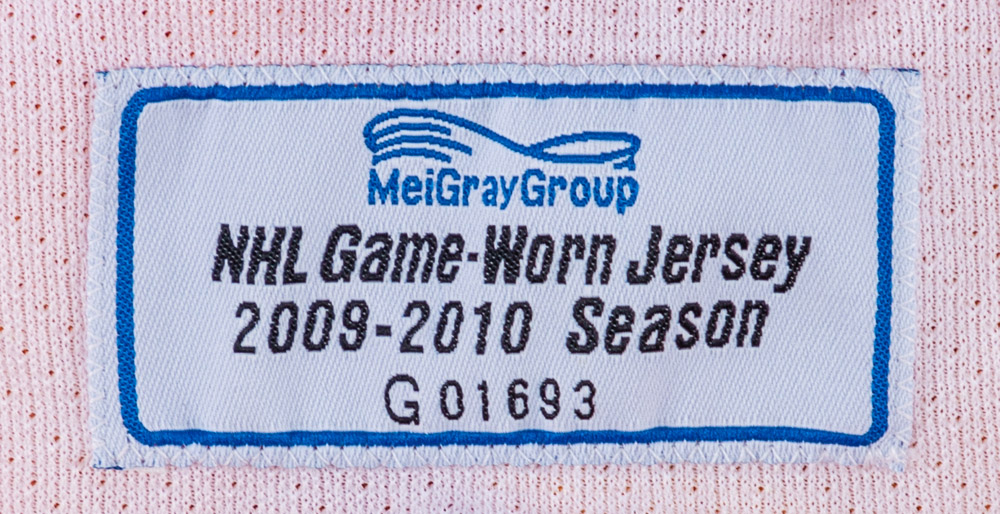 MeiGrayGroup
NHL Game-Worn Jersey
2009-2010 Season
G01693